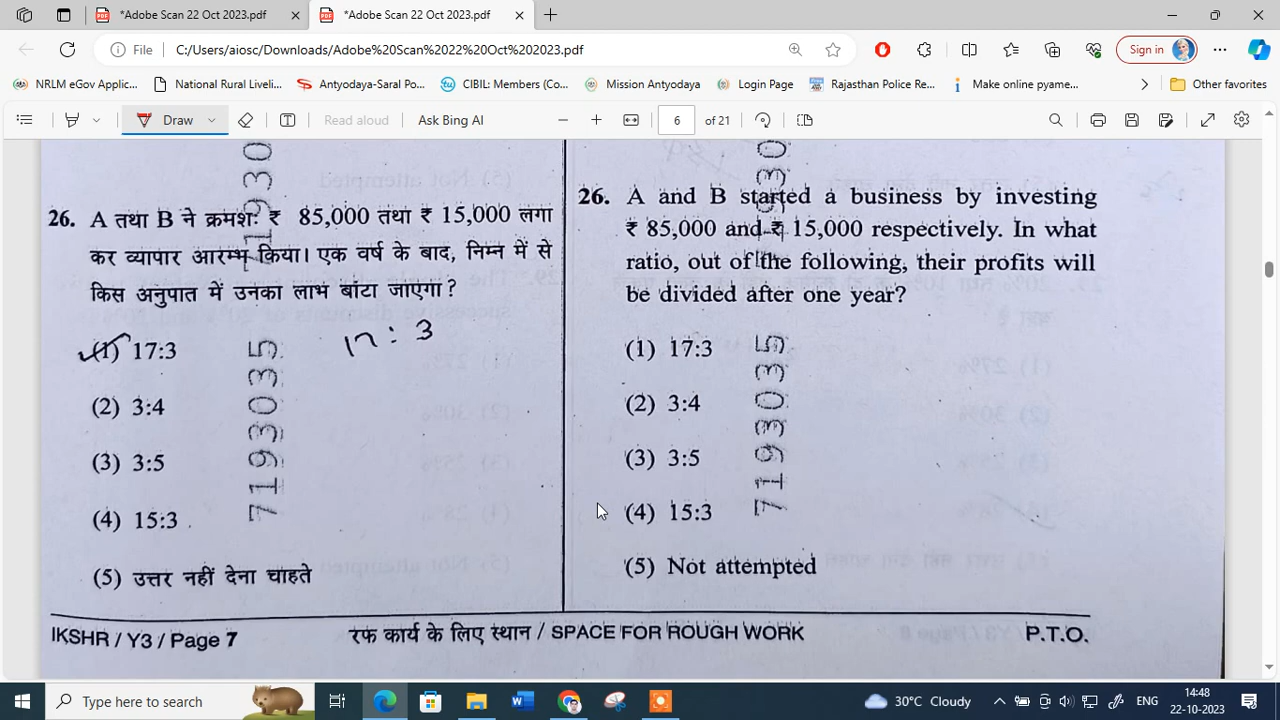 *Adobe Scan 22 Oct 2023.pdf
*Adobe Scan 22 Oct 2023.pdf
File
C:/Users/aiosc/Downloads/Adobe%20Scan%2022%20Oct%202023.pdf
Sign in
NRLM eGov Applic...
National Rural Liveli...
Antyodaya-Saral Po...
CIBIL: Members (Co...
Mission Antyodaya
Login Page
Rajasthan Police Re...
Make online pyame...
Other favorites
Draw
Read aloud
Ask Bing AI
6
of 21
26. A तथा B ने क्रमशः ₹ 85,000 तथा ₹ 15,000 लगा
कर व्यापार आरम्भ किया। एक वर्ष के बाद, निम्न में से
किस अनुपात में उनका लाभ बांटा जाएगा?
17:3
(1) 17:3
(2) 3:4
(3) 3:5
(4) 15:3
(5) उत्तर नहीं देना चाहते
7193035
26. A and B started a business by investing
₹ 85,000 and ₹ 15,000 respectively. In what
ratio, out of the following, their profits will
be divided after one year?
(1) 17:3
(2) 3:4
(3) 3:5
(4) 15:3
(5) Not attempted
7193035
IKSHR / Y3 / Page 7
रफ कार्य के लिए स्थान / SPACE FOR ROUGH WORK
P.T.O.
Type here to search
30°C Cloudy
ENG
14:48
22-10-2023